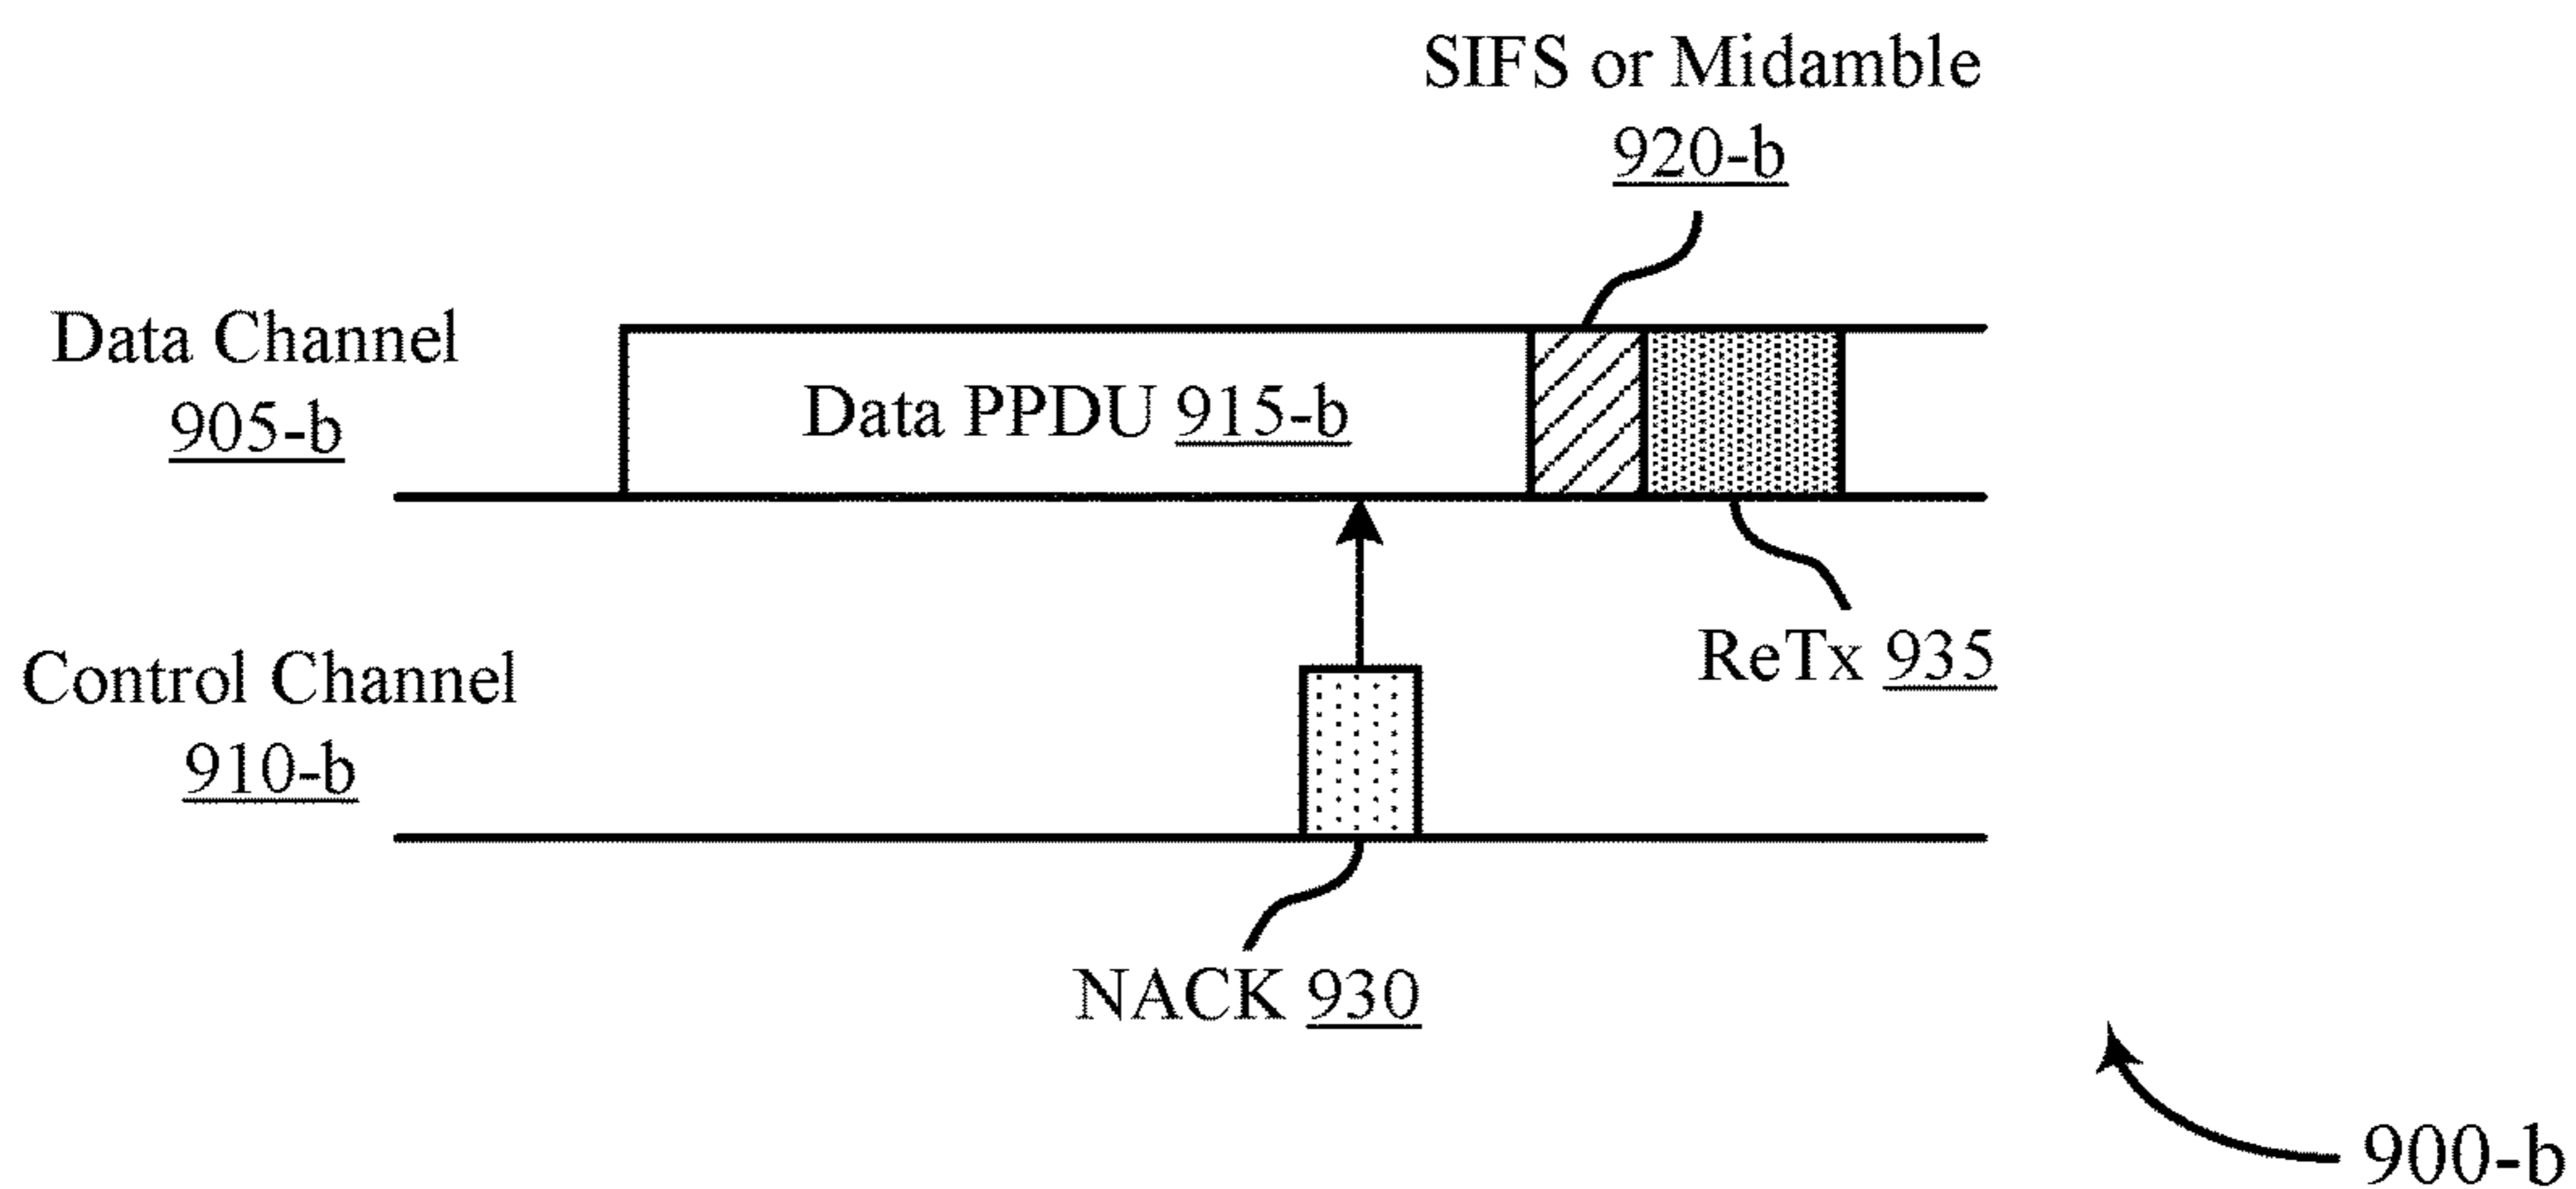 SIFS or Midamble
920-b
Data Channel
905-b
Data PPDU 915-b
ReTx 935
Control Channel
910-b
NACK 930
900-b